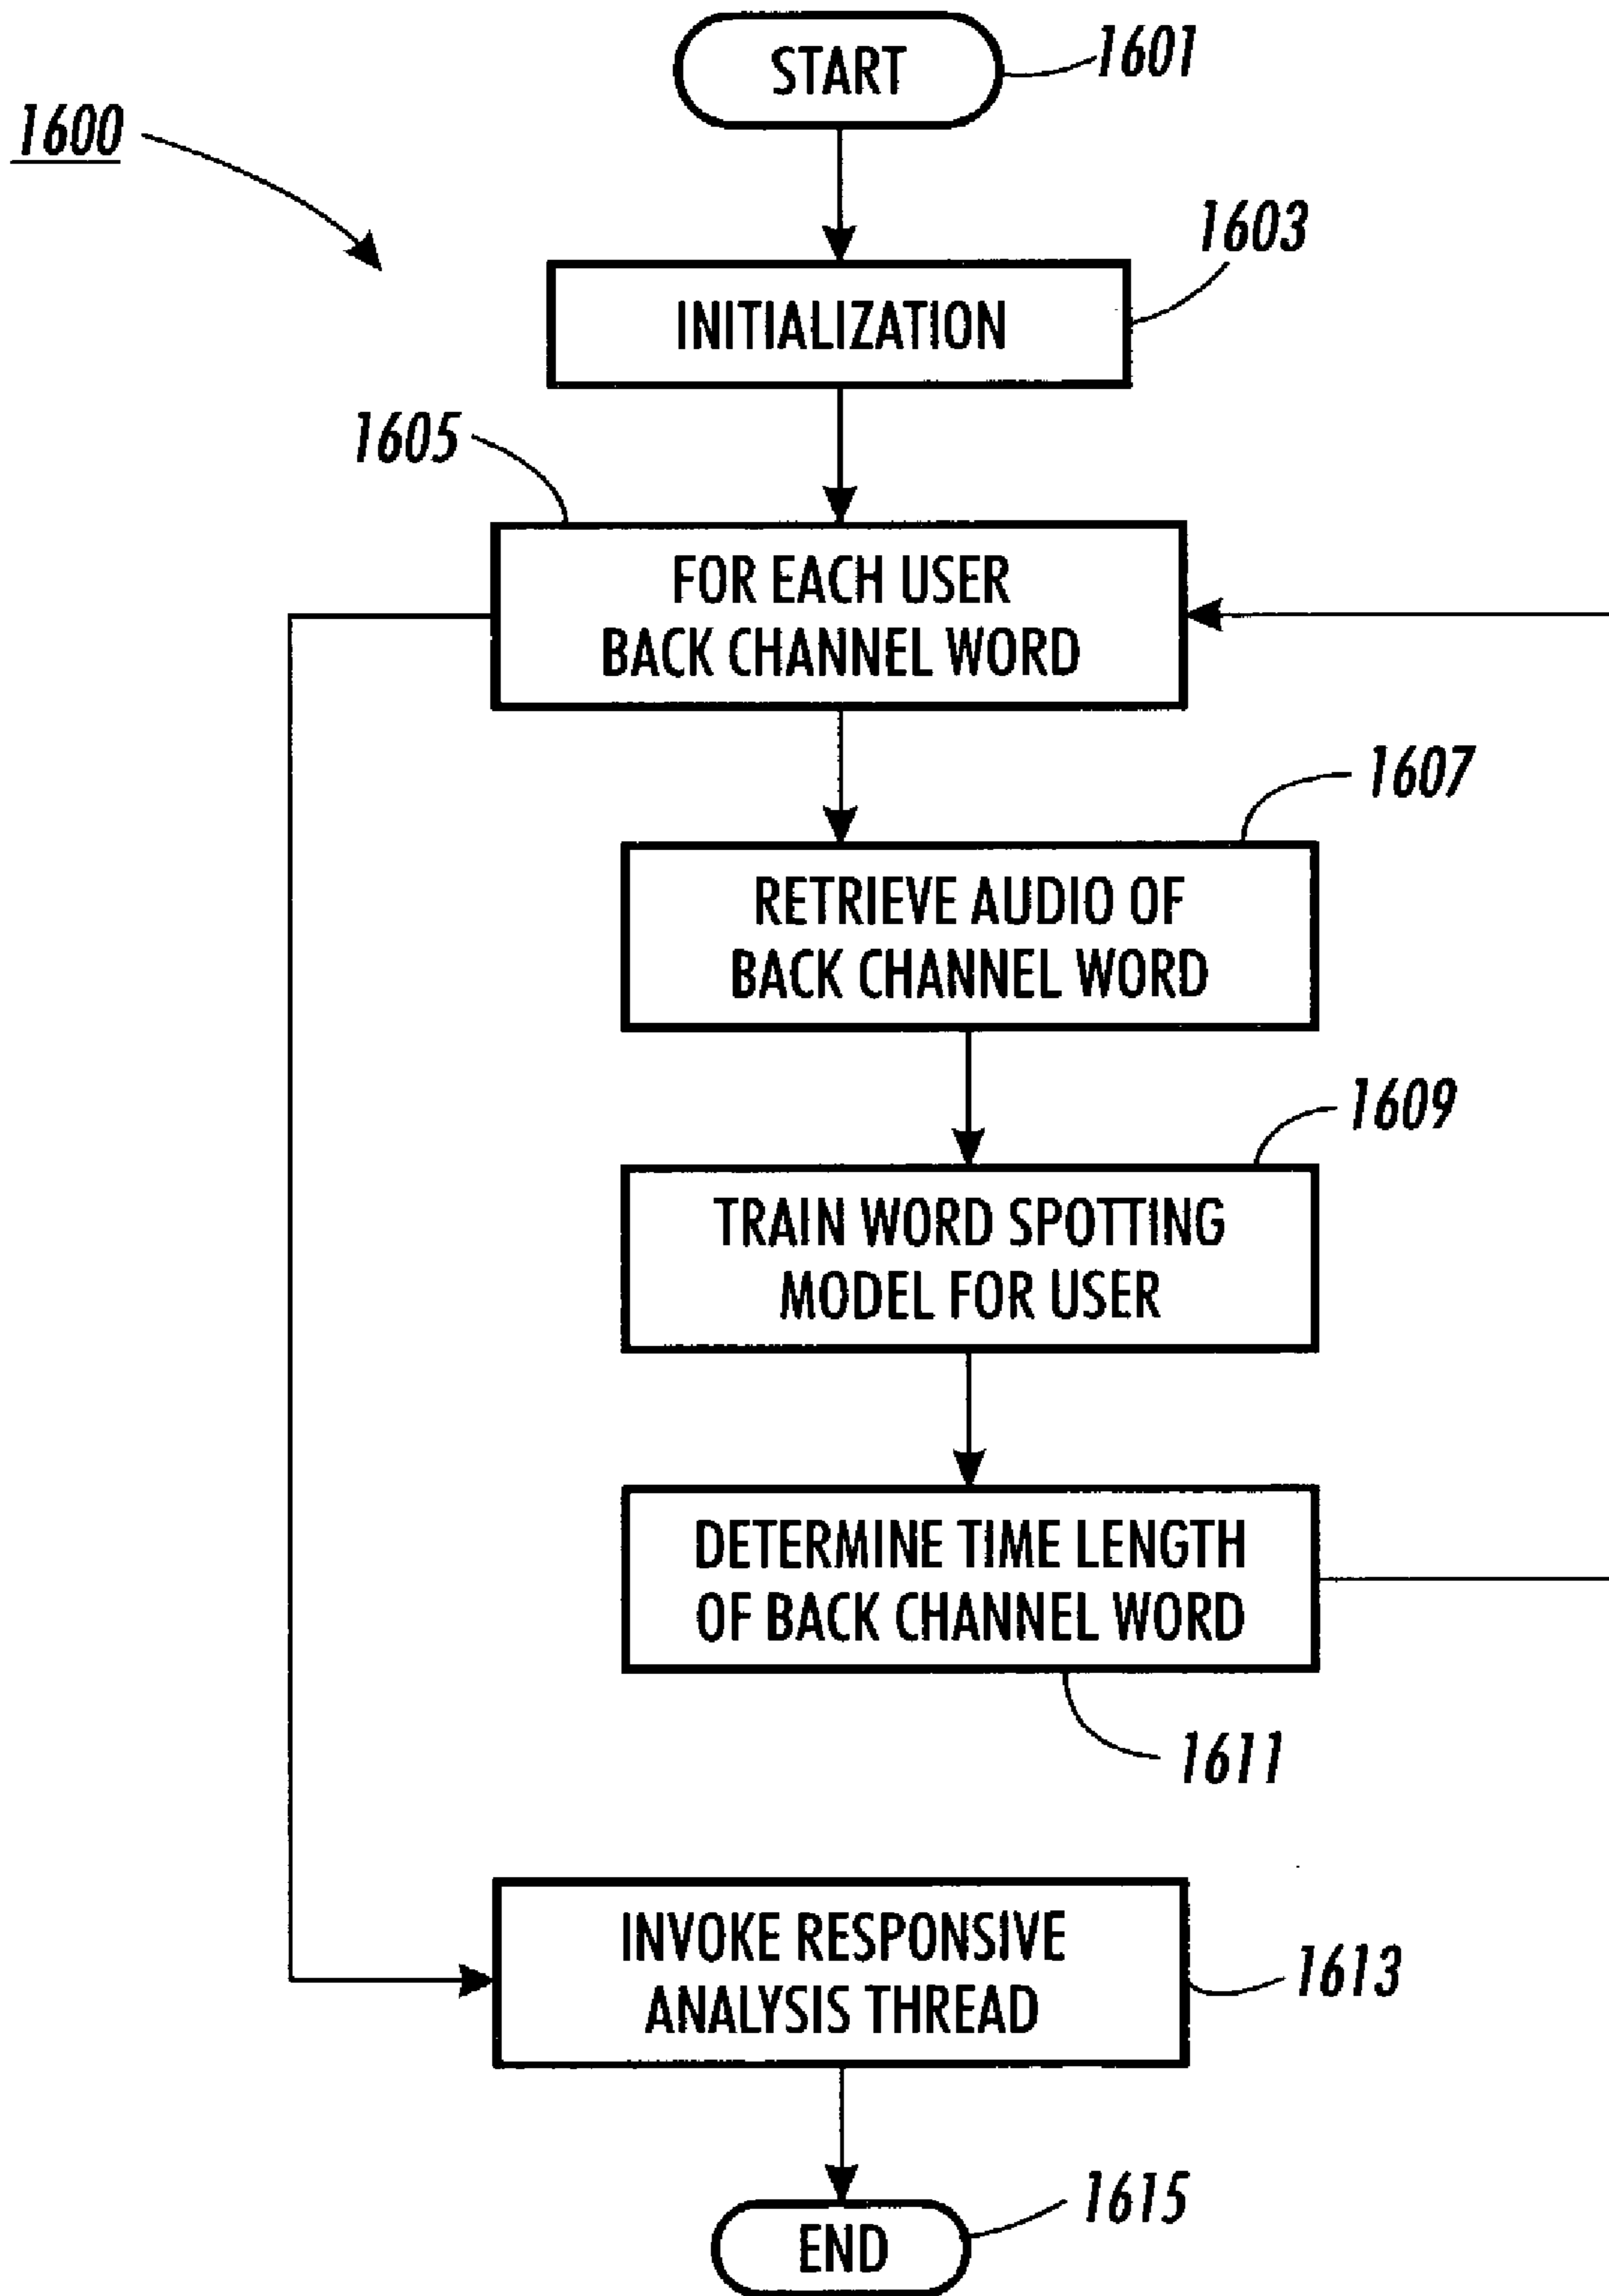 START
1601
1600
1603
INITIALIZATION
1605
FOR EACH USER
BACK CHANNEL WORD
1607
RETRIEVE AUDIO OF
BACK CHANNEL WORD
1609
TRAIN WORD SPOTTING
MODEL FOR USER
DETERMINE TIME LENGTH
OF BACK CHANNEL WORD
1611
INVOKE RESPONSIVE
ANALYSIS THREAD
1613
1615
END